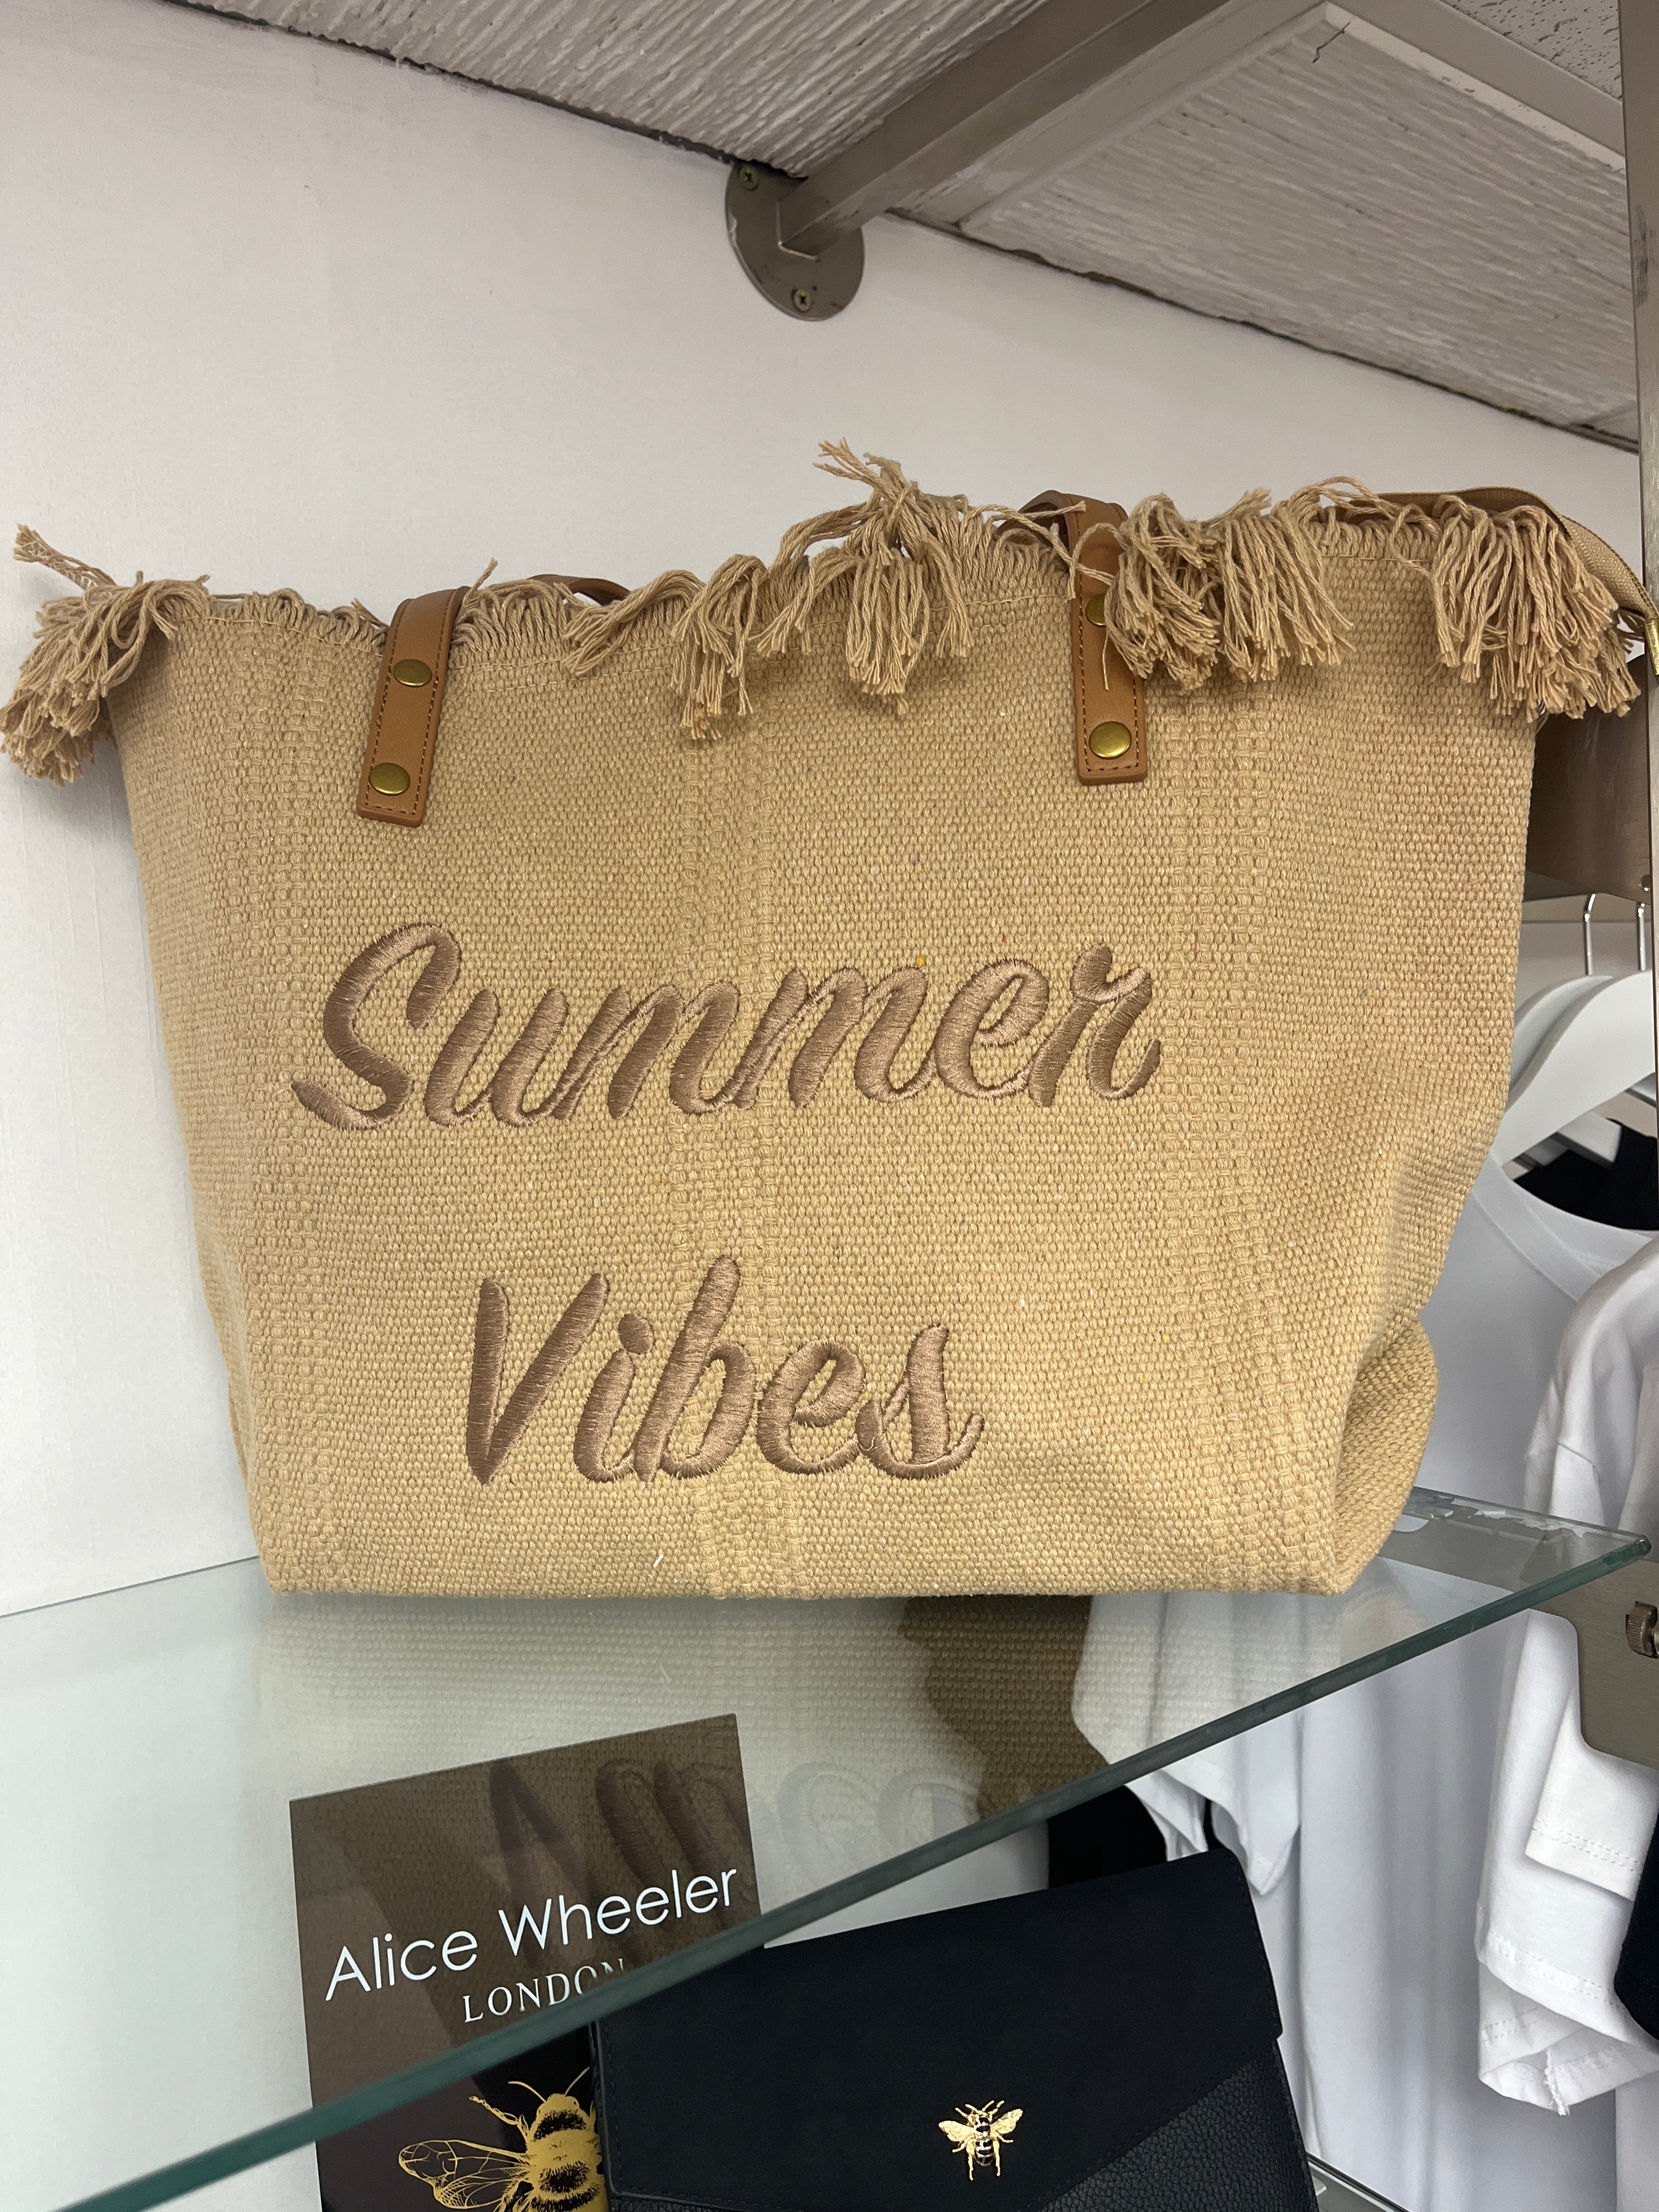 Summer
Vibes
Alice Wheeler
LONDON